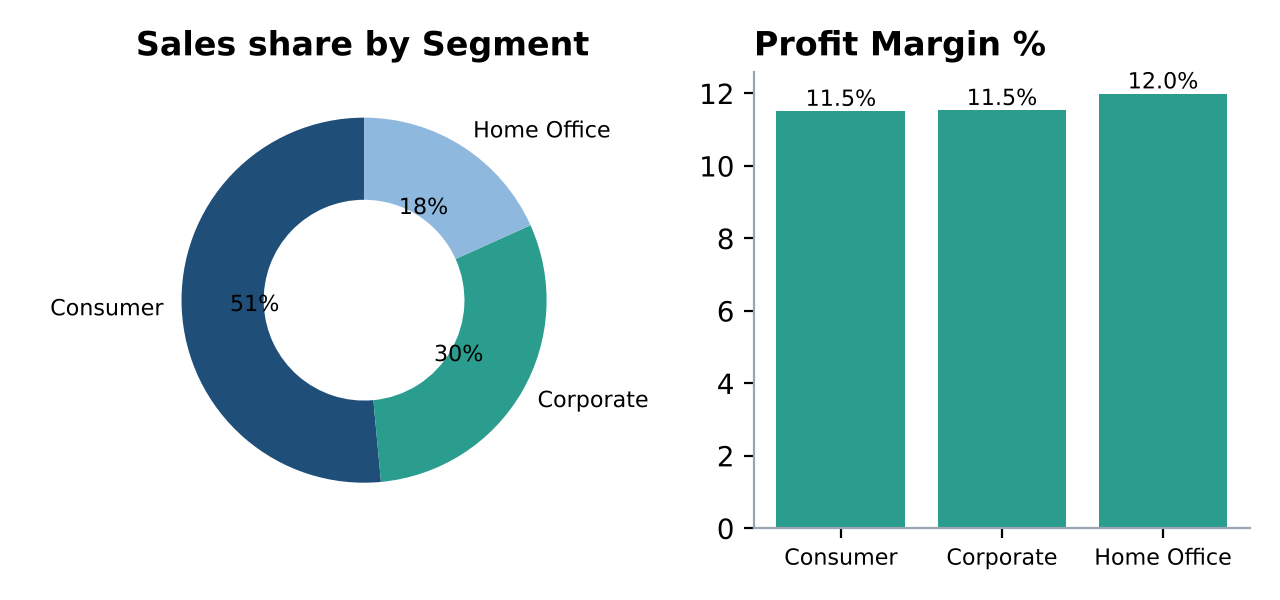 Sales share by Segment
Home Office
18%
Consumer
51%
30%
Corporate
Profit Margin %
12
10
8
6
4
2
0
11.5%
11.5%
12.0%
Consumer
Corporate
Home Office